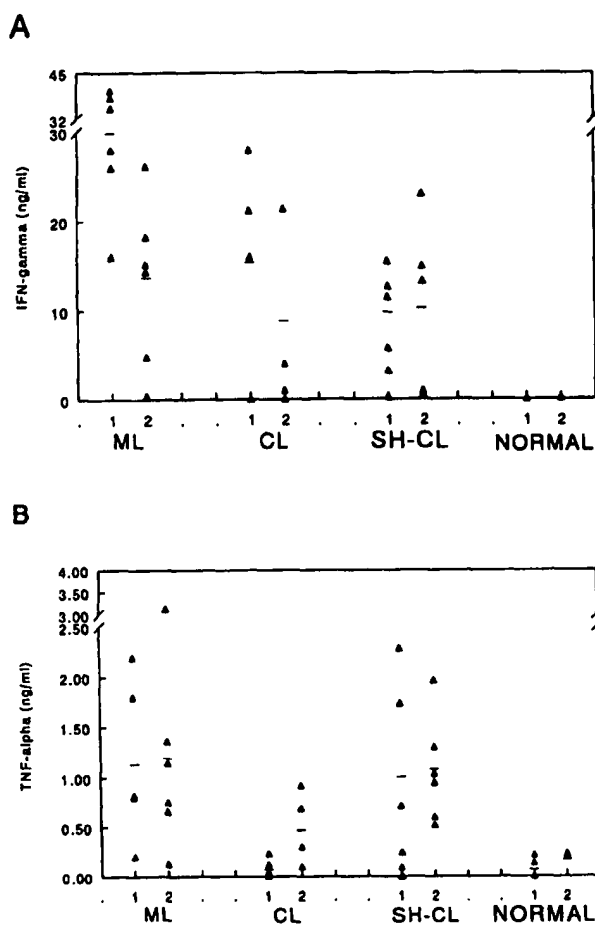 A
45
32
30
20
10
0
IFN-gamma (ng/ml)
1 2 1 2 1 2 1 2
ML CL SH-CL NORMAL
B
4.00
3.00
2.50
2.00
1.50
1.00
0.50
0.00
TNF-alpha (ng/ml)
1 2 1 2 1 2 1 2
ML CL SH-CL NORMAL